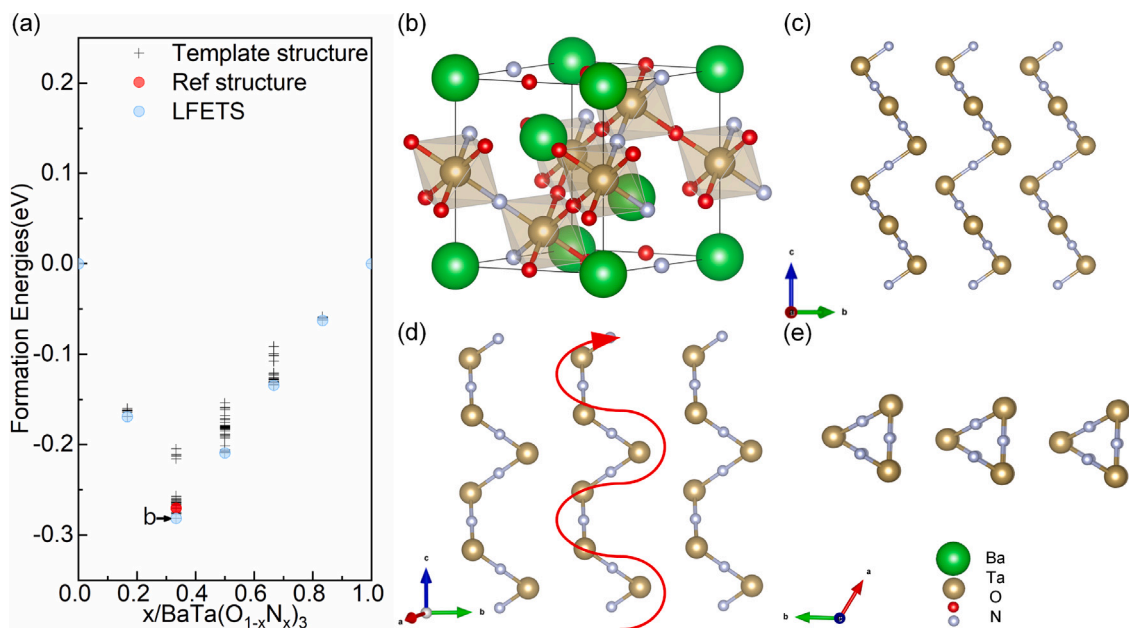 (a)
Formation Energies(eV)
0.2
0.1
0.0
-0.1
-0.2
-0.3
Template structure
Ref structure
LFETS
b
0.0 0.2 0.4 0.6 0.8 1.0
x/BaTa(O1-xNx)3
(b)
(c)
c
a
b
(d)
c
a
b
(e)
a
b
c
Ba
Ta
O
N